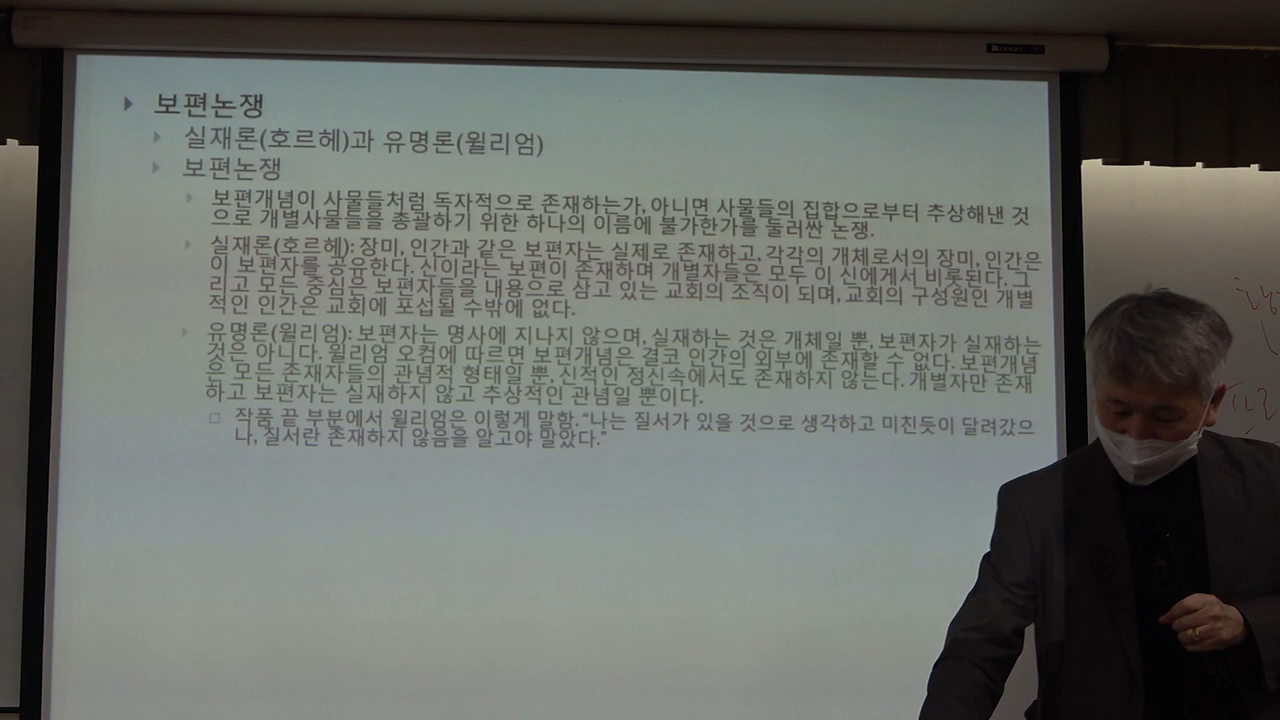 보편논쟁
실재론(호르헤)과 유명론(윌리엄)
보편논쟁
보편개념이 사물들처럼 독자적으로 존재하는가, 아니면 사물들의 집합으로부터 추상해낸 것
으로 개별사물들을 총괄하기 위한 하나의 이름에 불가한가를 둘러싼 논쟁.
실재론(호르헤): 장미, 인간과 같은 보편자는 실제로 존재하고, 각각의 개체로서의 장미, 인간은
이 보편자를 공유한다. 신이라는 보편이 존재하며 개별자들은 모두 이 신에게서 비롯된다. 그
리고 모든 중심은 보편자들을 내용으로 삼고 있는 교회의 조직이 되며, 교회의 구성원인 개별
적인 인간은 교회에 포섭될 수밖에 없다.
유명론(윌리엄): 보편자는 명사에 지나지 않으며, 실재하는 것은 개체일 뿐, 보편자가 실재하는
것은 아니다. 윌리엄 오컴에 따르면 보편개념은 결코 인간의 외부에 존재할 수 없다. 보편개념
은 모든 존재자들의 관념적 형태일 뿐, 신적인 정신속에서도 존재하지 않는다. 개별자만 존재
하고 보편자는 실재하지 않고 추상적인 관념일 뿐이다.
작품 끝 부분에서 윌리엄은 이렇게 말함. "나는 질서가 있을 것으로 생각하고 미친듯이 달려갔으
나, 질서란 존재하지 않음을 알고야 말았다."